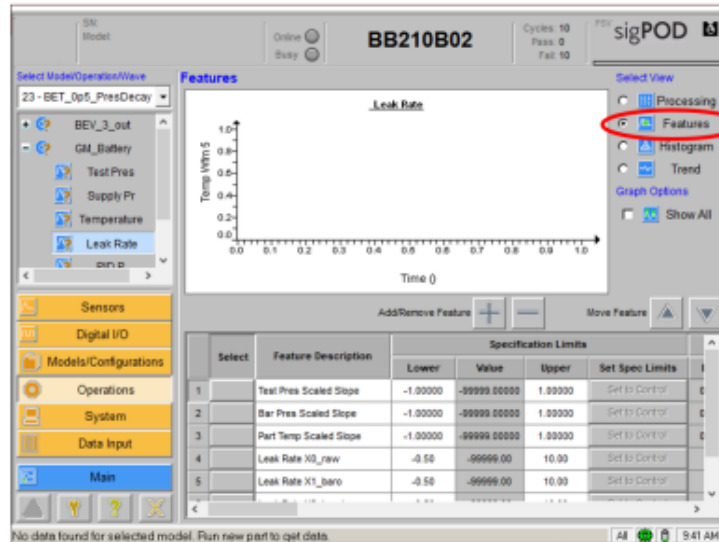 SN:
Model:
Online
Busy
BB210B02
Cycles: 10
Pass: 0
Fail: 10
PSV
sigPOD
Select Model/Operation/Wave
23 - BET_0p5_PresDecay
BEV_3_out
GM_Battery
Test Pres
Supply Pr
Temperature
Leak Rate
PID P
Features
Leak Rate
Temp Wfm 5
1.0
0.8
0.6
0.4
0.2
0.0
0.0 0.1 0.2 0.3 0.4 0.5 0.6 0.7 0.8 0.9 1.0
Time ()
Select View
Processing
Features
Histogram
Trend
Graph Options
Show All
Sensors
Digital I/O
Models/Configurations
Operations
System
Data Input
Main
Add/Remove Feature
Move Feature
Select
Feature Description
Specification Limits
Lower Value Upper Set Spec Limits
1 Test Pres Scaled Slope -1.00000 -99999.00000 1.00000 Set to Control
2 Bar Pres Scaled Slope -1.00000 -99999.00000 1.00000 Set to Control
3 Part Temp Scaled Slope -1.00000 -99999.00000 1.00000 Set to Control
4 Leak Rate X0_raw -0.50 -99999.00 10.00 Set to Control
5 Leak Rate X1_baro -0.50 -99999.00 10.00 Set to Control
No data found for selected model. Run new part to get data.
All
9:41 AM